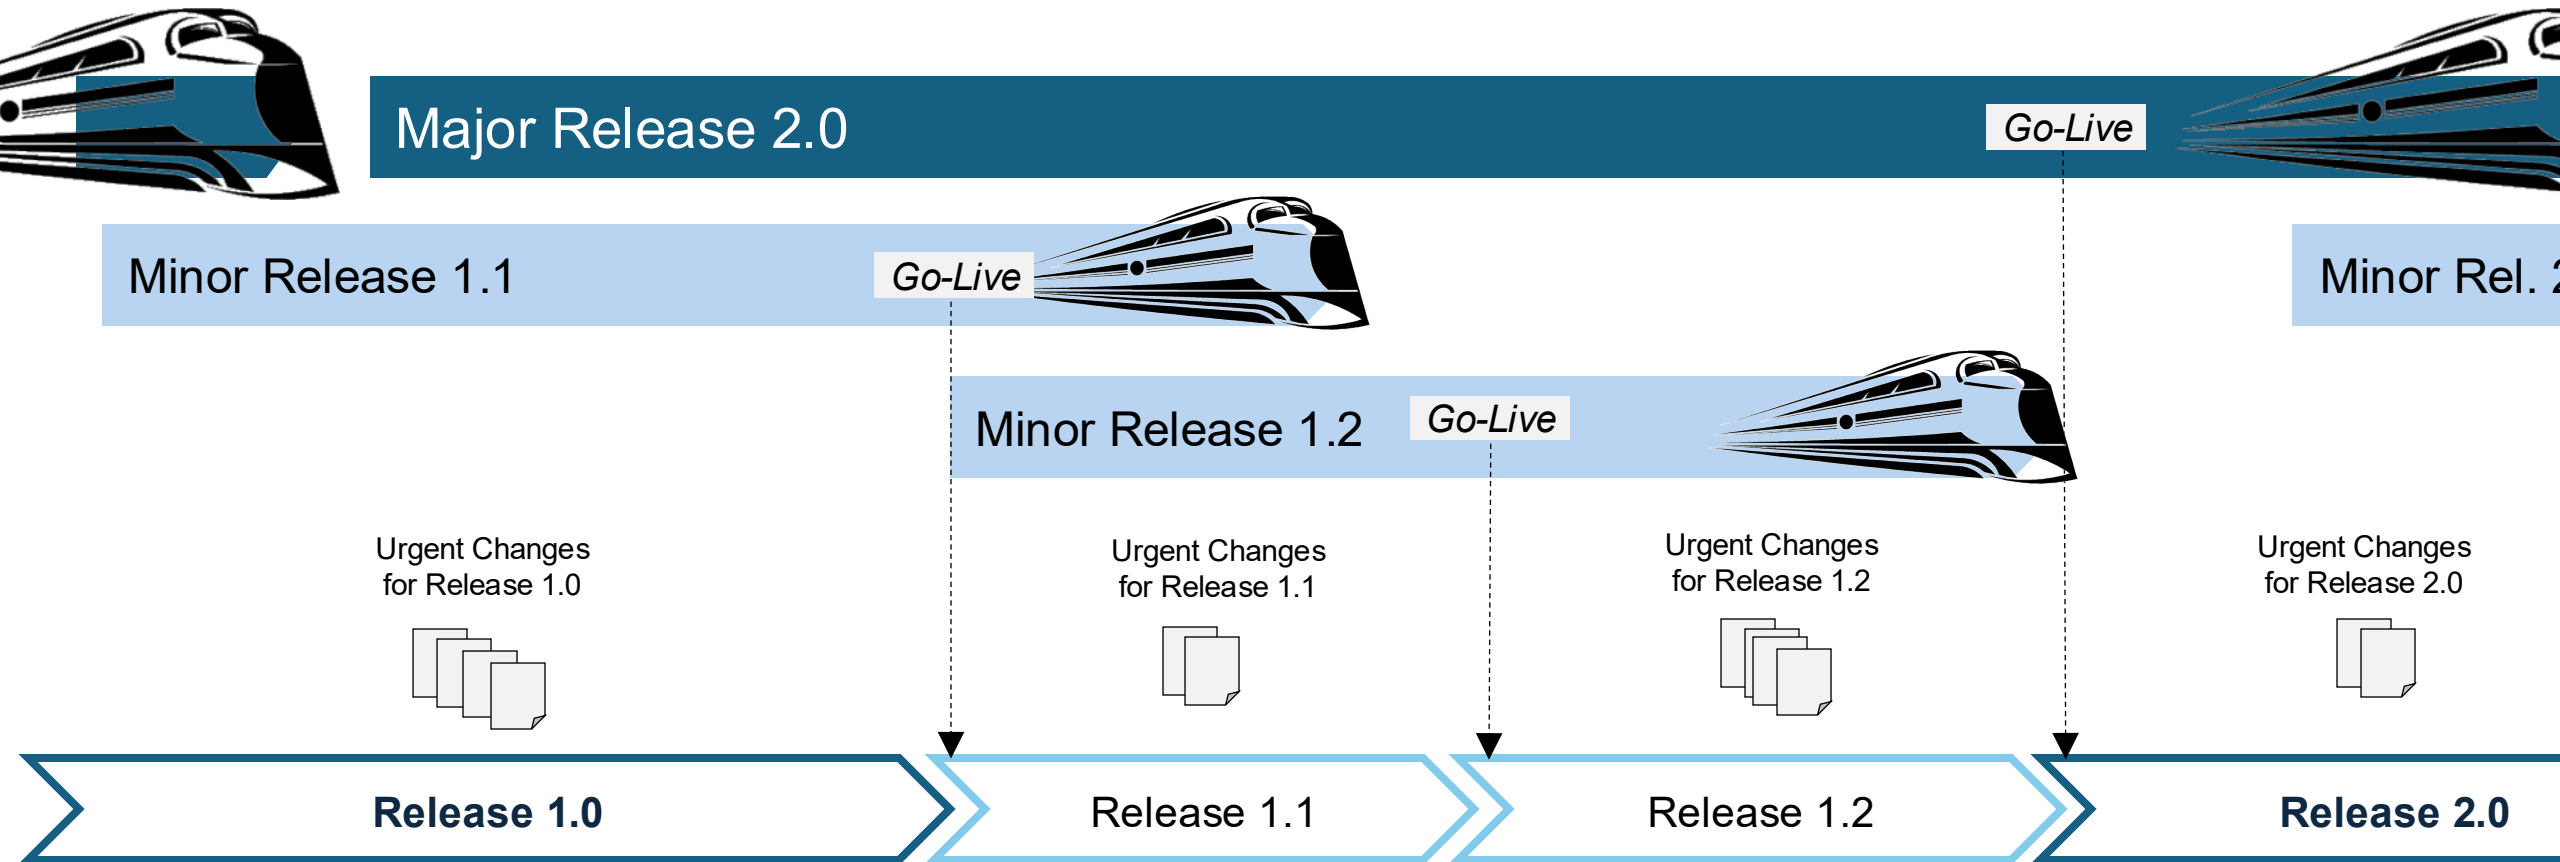 Major Release 2.0
Go-Live
Minor Release 1.1
Go-Live
Minor Rel. 2
Minor Release 1.2
Go-Live
Urgent Changes
for Release 1.0
Urgent Changes
for Release 1.1
Urgent Changes
for Release 1.2
Urgent Changes
for Release 2.0
Release 1.0
Release 1.1
Release 1.2
Release 2.0